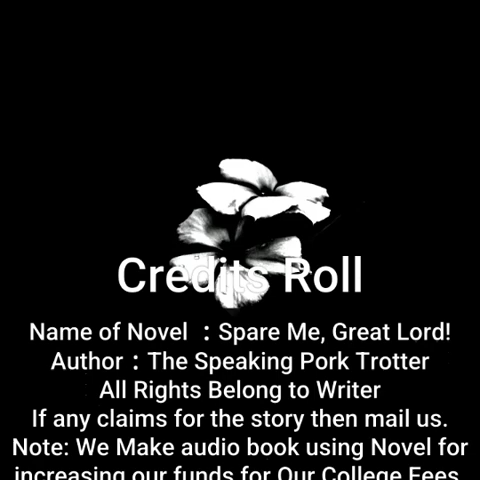 Credits Roll
Name of Novel : Spare Me, Great Lord!
Author : The Speaking Pork Trotter
All Rights Belong to Writer
If any claims for the story then mail us.
Note: We Make audio book using Novel for
increasing our funds for Our College Fees.